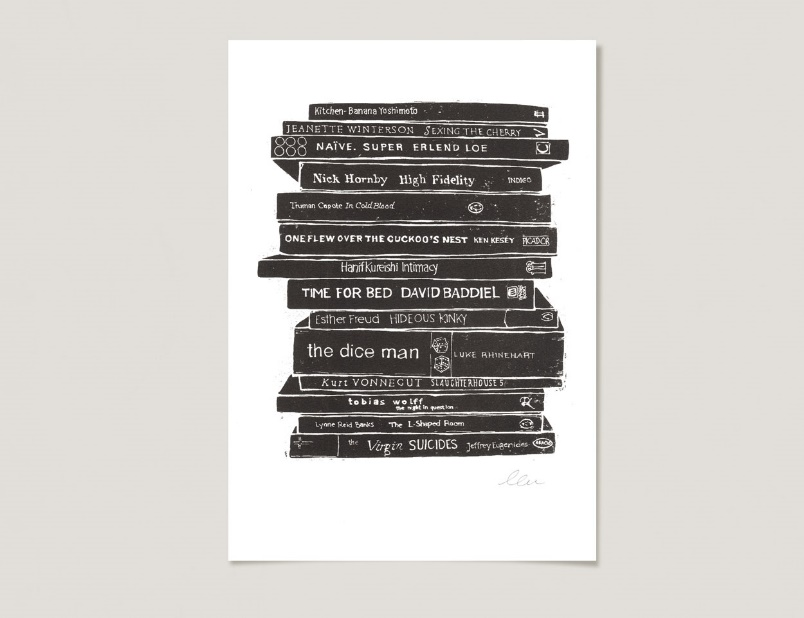 Kitchen- Banana Yoshimoto
JEANETTE WINTERSON SEXING THE CHERRY
NAÏVE. SUPER ERLEND LOE
Nick Hornby High Fidelity INDIGO
Truman Capote In Cold Blood
ONE FLEW OVER THE CUCKOO'S NEST KEN KESEY PICADOR
Hanif Kureishi Intimacy
TIME FOR BED DAVID BADDIEL
Esther Freud HIDEOUS KINKY
the dice man LUKE RHINEHART
Kurt VONNEGUT SLAUGHTERHOUSE 5
tobias wolff
the night in question
Lynne Reid Banks The L-Shaped Room
the Virgin SUICIDES Jeffrey Eugenides